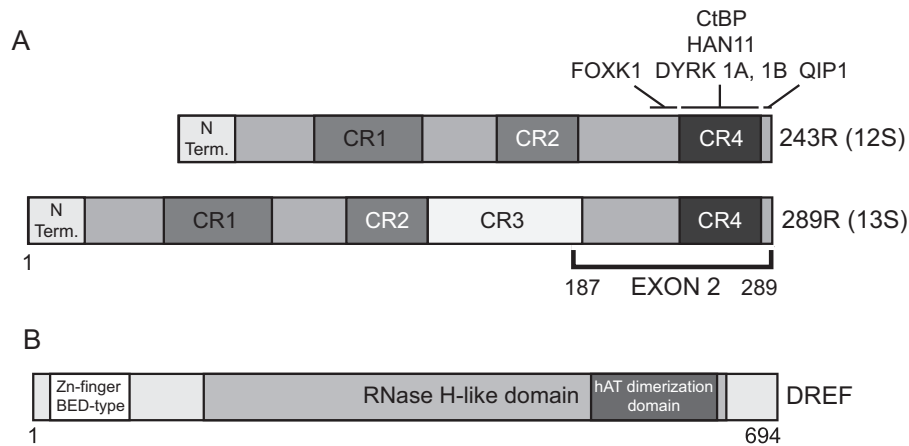 A
CtBP
HAN11
FOXK1 DYRK 1A, 1B QIP1
N
Term.
CR1
CR2
CR4
243R (12S)
N
Term.
CR1
CR2
CR3
CR4
289R (13S)
1
187 EXON 2 289
B
Zn-finger
BED-type
RNase H-like domain
hAT dimerization
domain
DREF
1
694